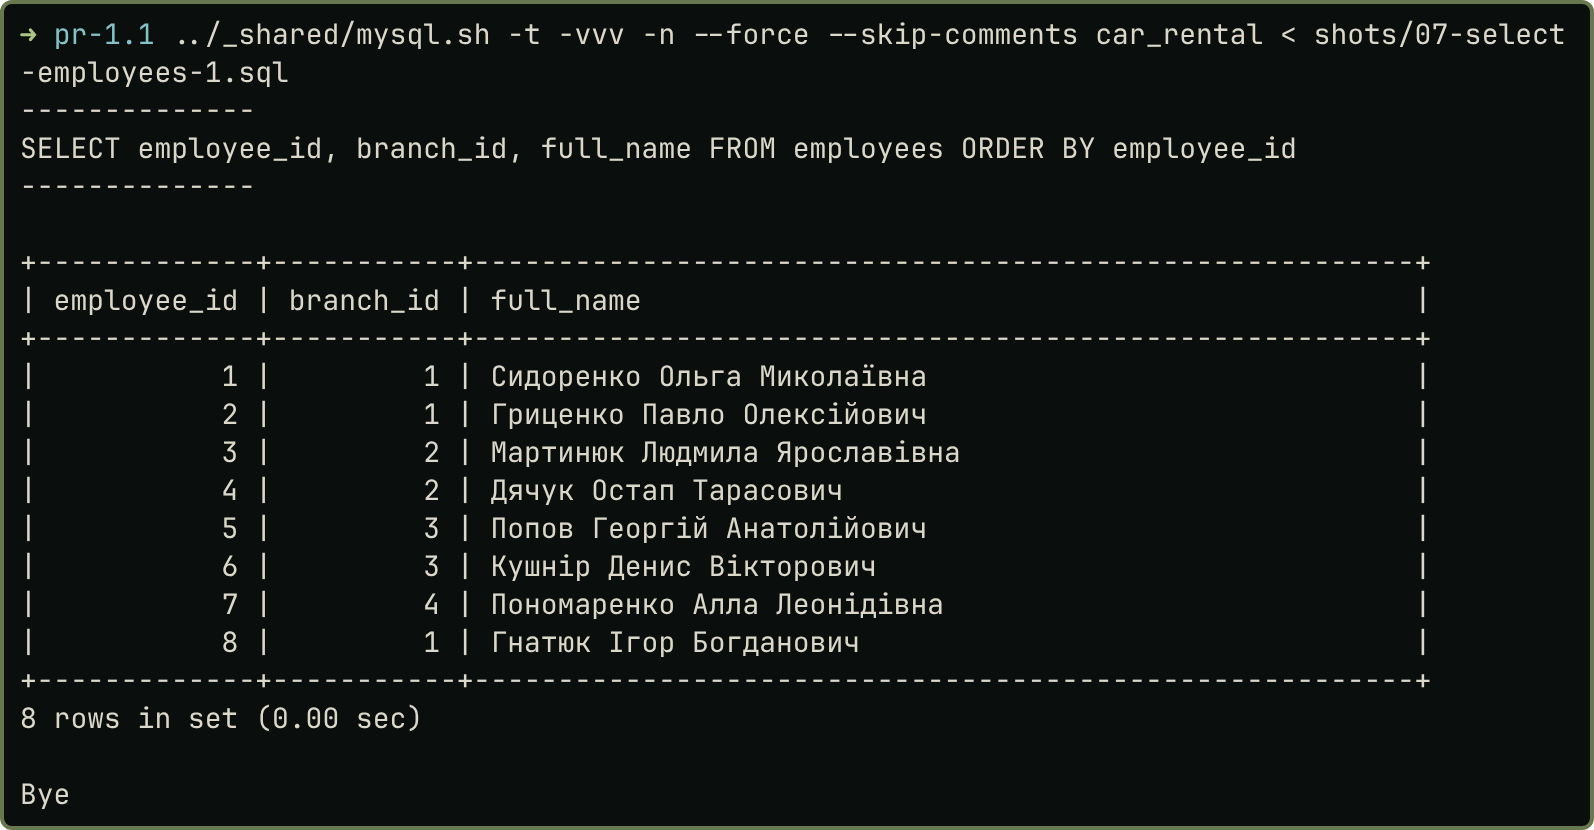 → pr-1.1 ../_shared/mysql.sh -t -vvv -n --force --skip-comments car_rental < shots/07-select
-employees-1.sql
--------------
SELECT employee_id, branch_id, full_name FROM employees ORDER BY employee_id
--------------

+-------------+-----------+--------------------------------------------------------+
| employee_id | branch_id | full_name                                              |
+-------------+-----------+--------------------------------------------------------+
|           1 |         1 | Сидоренко Ольга Миколаївна                             |
|           2 |         1 | Гриценко Павло Олексійович                             |
|           3 |         2 | Мартинюк Людмила Ярославівна                           |
|           4 |         2 | Дячук Остап Тарасович                                  |
|           5 |         3 | Попов Георгій Анатолійович                             |
|           6 |         3 | Кушнір Денис Вікторович                                |
|           7 |         4 | Пономаренко Алла Леонідівна                            |
|           8 |         1 | Гнатюк Ігор Богданович                                 |
+-------------+-----------+--------------------------------------------------------+
8 rows in set (0.00 sec)

Bye